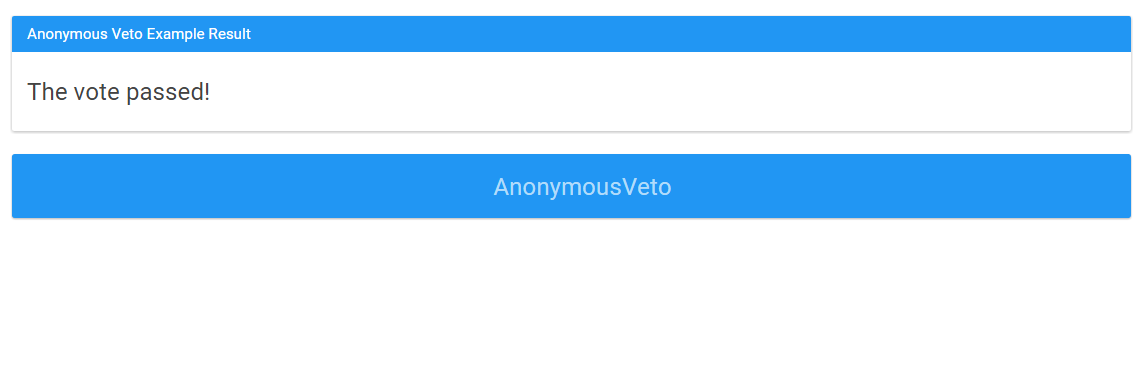 Anonymous Veto Example Result
The vote passed!
AnonymousVeto